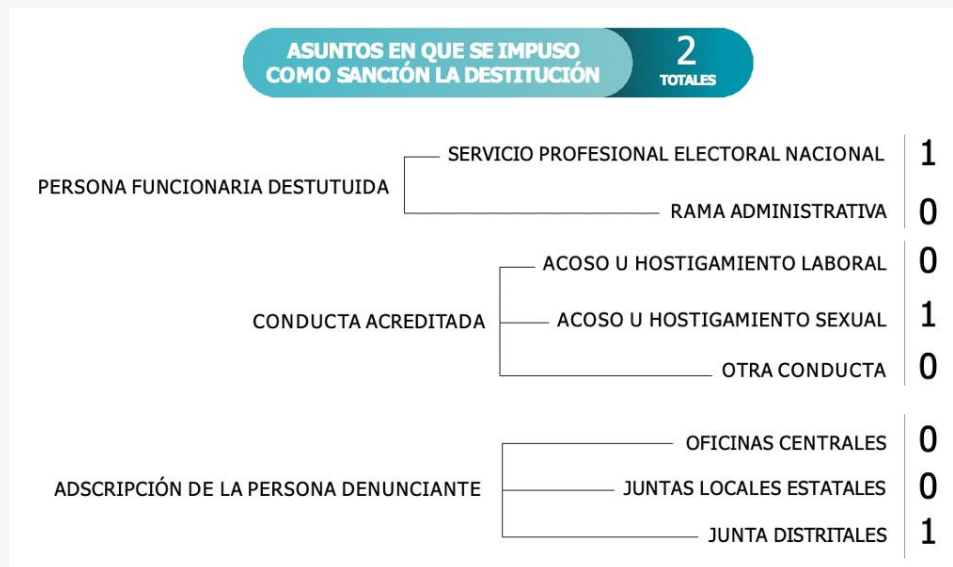 ASUNTOS EN QUE SE IMPUSO
COMO SANCIÓN LA DESTITUCIÓN
2
TOTALES
PERSONA FUNCIONARIA DESTUTUIDA
SERVICIO PROFESIONAL ELECTORAL NACIONAL 1
RAMA ADMINISTRATIVA 0
CONDUCTA ACREDITADA
ACOSO U HOSTIGAMIENTO LABORAL 0
ACOSO U HOSTIGAMIENTO SEXUAL 1
OTRA CONDUCTA 0
ADSCRIPCIÓN DE LA PERSONA DENUNCIANTE
OFICINAS CENTRALES 0
JUNTAS LOCALES ESTATALES 0
JUNTA DISTRITALES 1